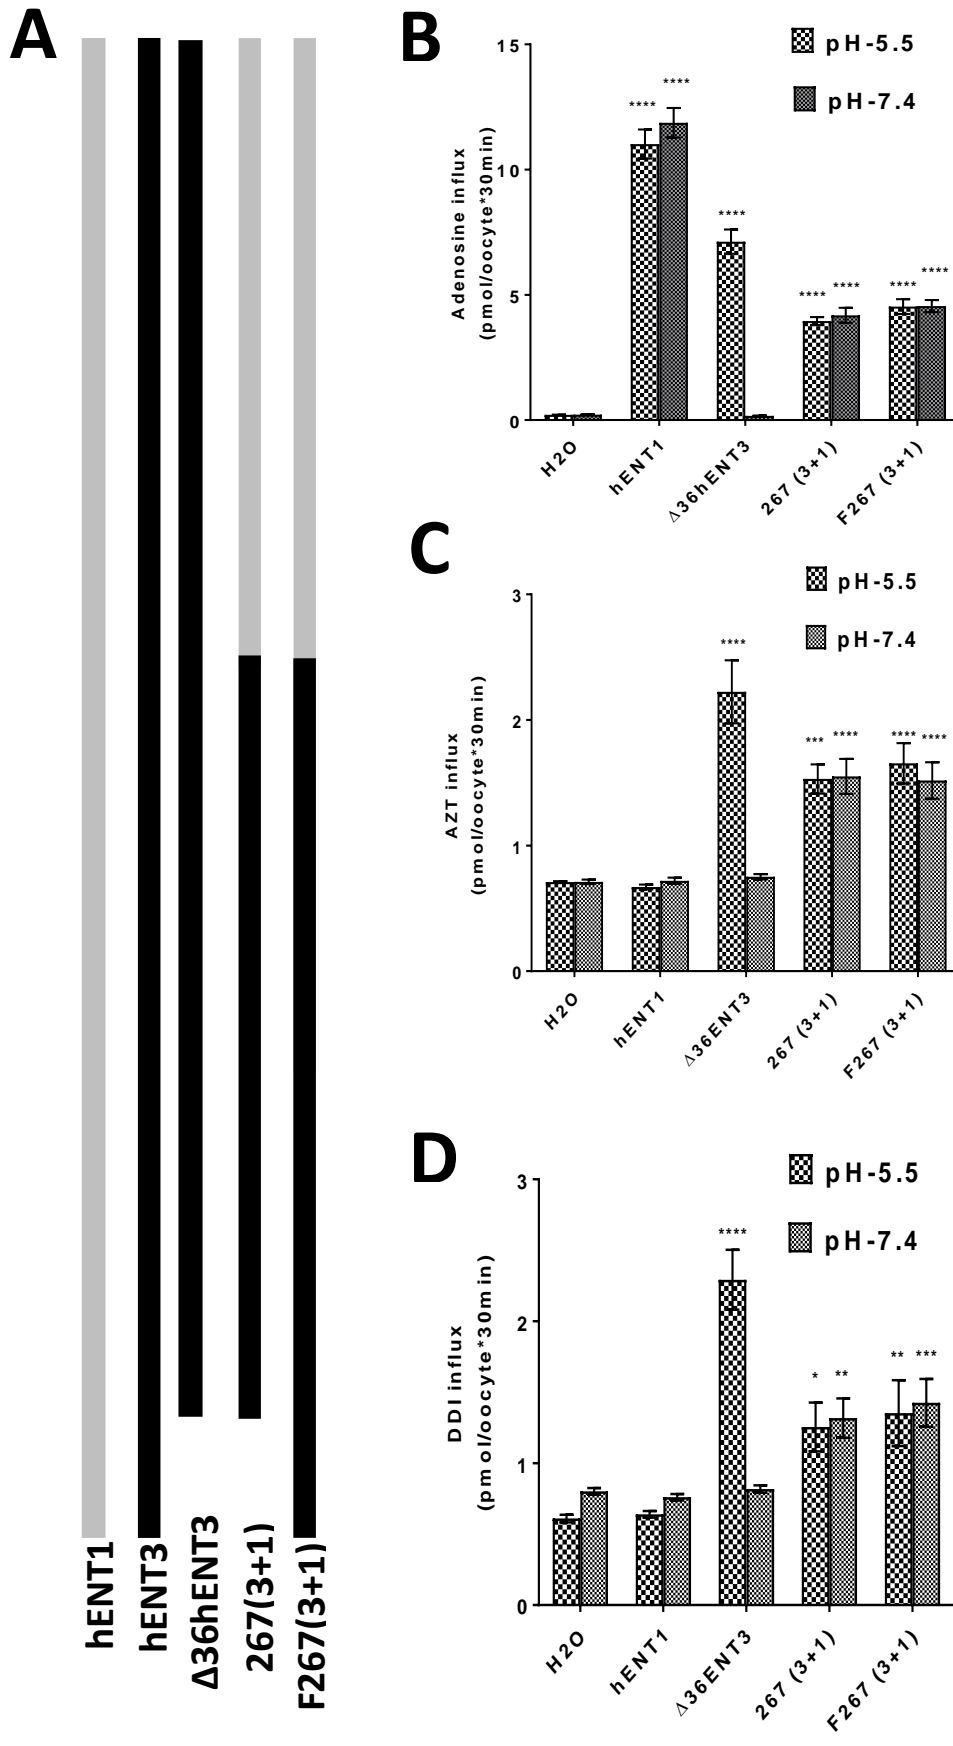 A
hENT1
hENT3
Δ36hENT3
267(3+1)
F267(3+1)
B
pH-5.5
pH-7.4
Adenosine influx
(pmol/oocyte*30min)
15
10
5
0
****
****
****
****
****
****
****
H2O
hENT1
Δ36hENT3
267 (3+1)
F267 (3+1)
C
pH-5.5
pH-7.4
AZT influx
(pmol/oocyte*30min)
3
2
1
0
****
***
****
****
****
H2O
hENT1
Δ36ENT3
267 (3+1)
F267 (3+1)
D
pH-5.5
pH-7.4
DDI influx
(pmol/oocyte*30min)
3
2
1
0
****
*
**
**
***
H2O
hENT1
Δ36ENT3
267 (3+1)
F267 (3+1)